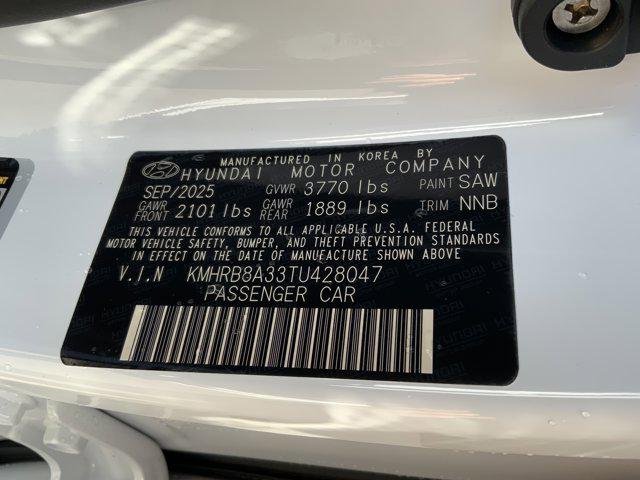 MANUFACTURED IN KOREA BY
HYUNDAI MOTOR COMPANY
SEP/2025 GVWR 3770 lbs PAINT SAW
GAWR FRONT 2101 lbs GAWR REAR 1889 lbs TRIM NNB
THIS VEHICLE CONFORMS TO ALL APPLICABLE U.S.A. FEDERAL
MOTOR VEHICLE SAFETY, BUMPER, AND THEFT PREVENTION STANDARDS
IN EFFECT ON THE DATE OF MANUFACTURE SHOWN ABOVE
V.I.N KMHRB8A33TU428047
PASSENGER CAR